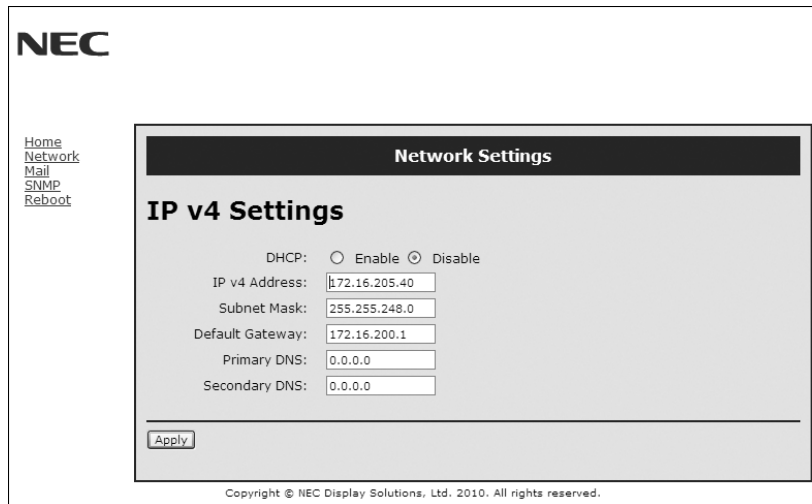 NEC
Home
Network
Mail
SNMP
Reboot
Network Settings
IP v4 Settings
DHCP: Enable Disable
IP v4 Address: 172.16.205.40
Subnet Mask: 255.255.248.0
Default Gateway: 172.16.200.1
Primary DNS: 0.0.0.0
Secondary DNS: 0.0.0.0
Apply
Copyright © NEC Display Solutions, Ltd. 2010. All rights reserved.